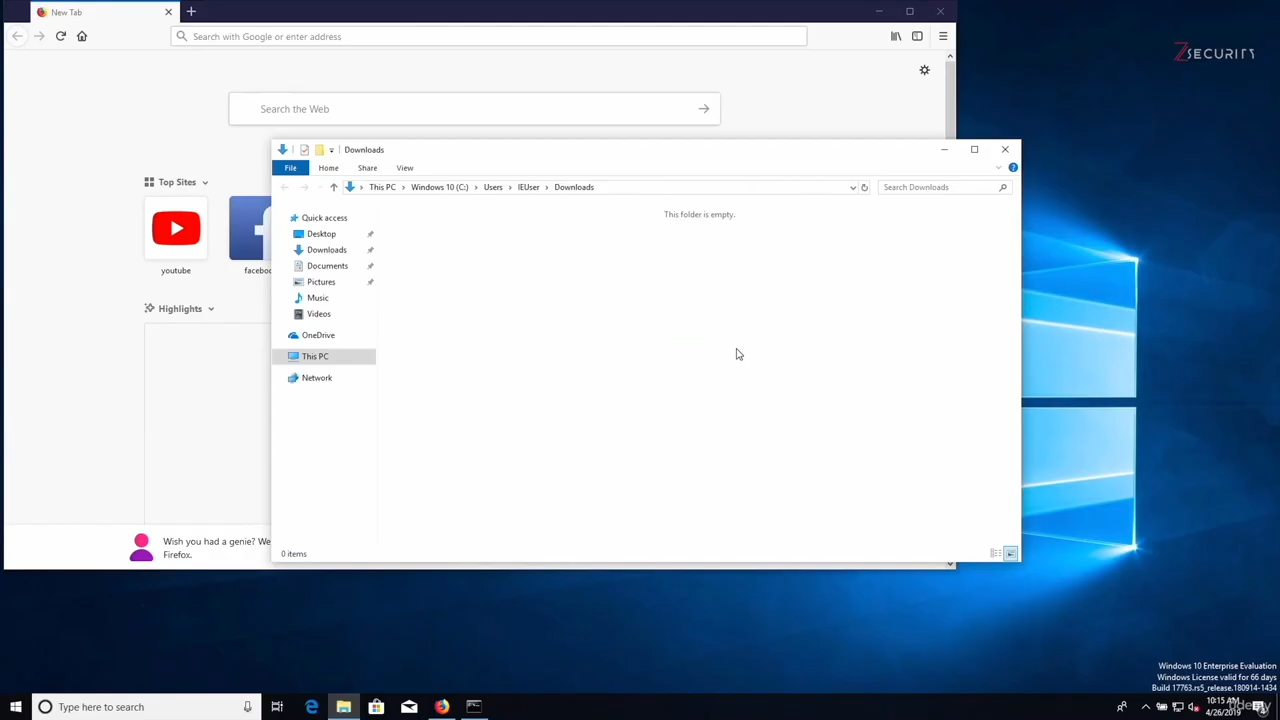 New Tab
Search with Google or enter address
ZSECURITY
Search the Web
Downloads
File Home Share View
This PC Windows 10 (C:) Users IEUser Downloads
Search Downloads
This folder is empty.
Top Sites
youtube
Highlights
Quick access
Desktop
Downloads
Documents
Pictures
Music
Videos
OneDrive
This PC
Network
0 items
Wish you had a genie? We
Firefox.
Windows 10 Enterprise Evaluation
Windows License valid for 66 days
Build 17763.rs5_release.180914-1434
Type here to search
10:15 AM
4/26/2019